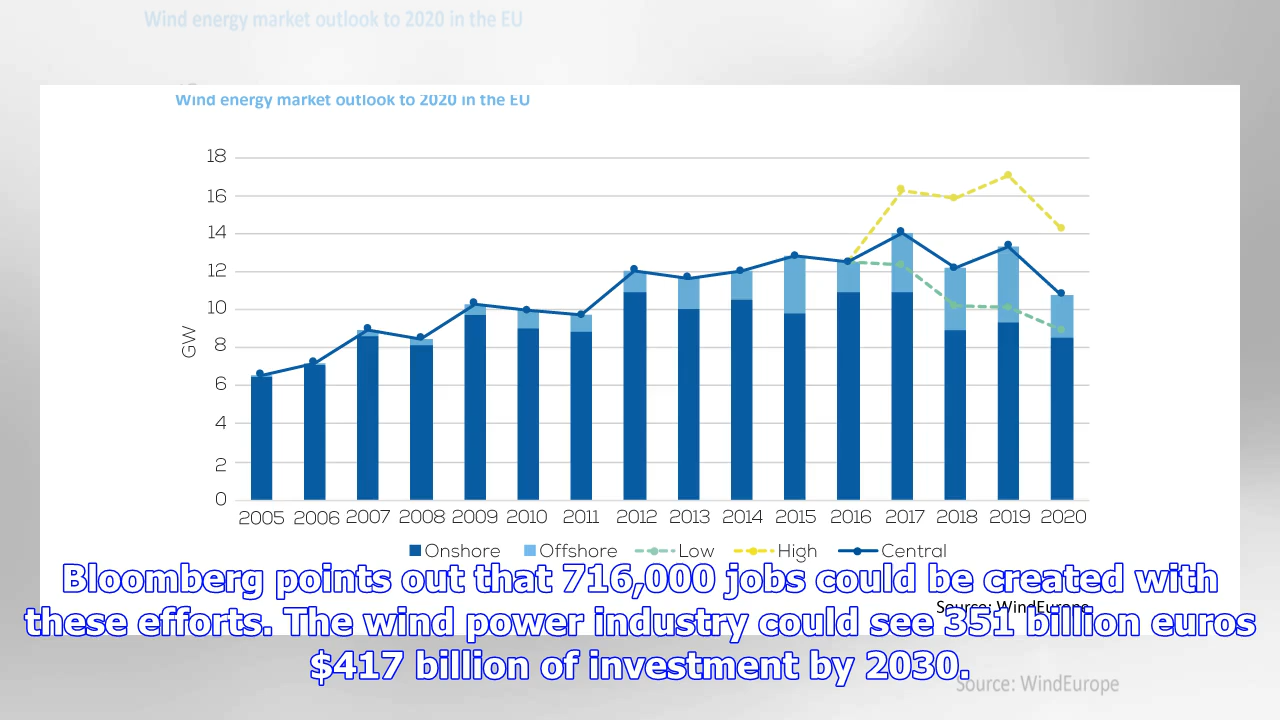 Wind energy market outlook to 2020 in the EU
Wind energy market outlook to 2020 in the EU
18
16
14
12
10
8
6
4
2
0
GW
2005 2006 2007 2008 2009 2010 2011 2012 2013 2014 2015 2016 2017 2018 2019 2020
Onshore Offshore Low High Central
Bloomberg points out that 716,000 jobs could be created with
Source: WindEurope
these efforts. The wind power industry could see 351 billion euros
$417 billion of investment by 2030.
Source: WindEurope